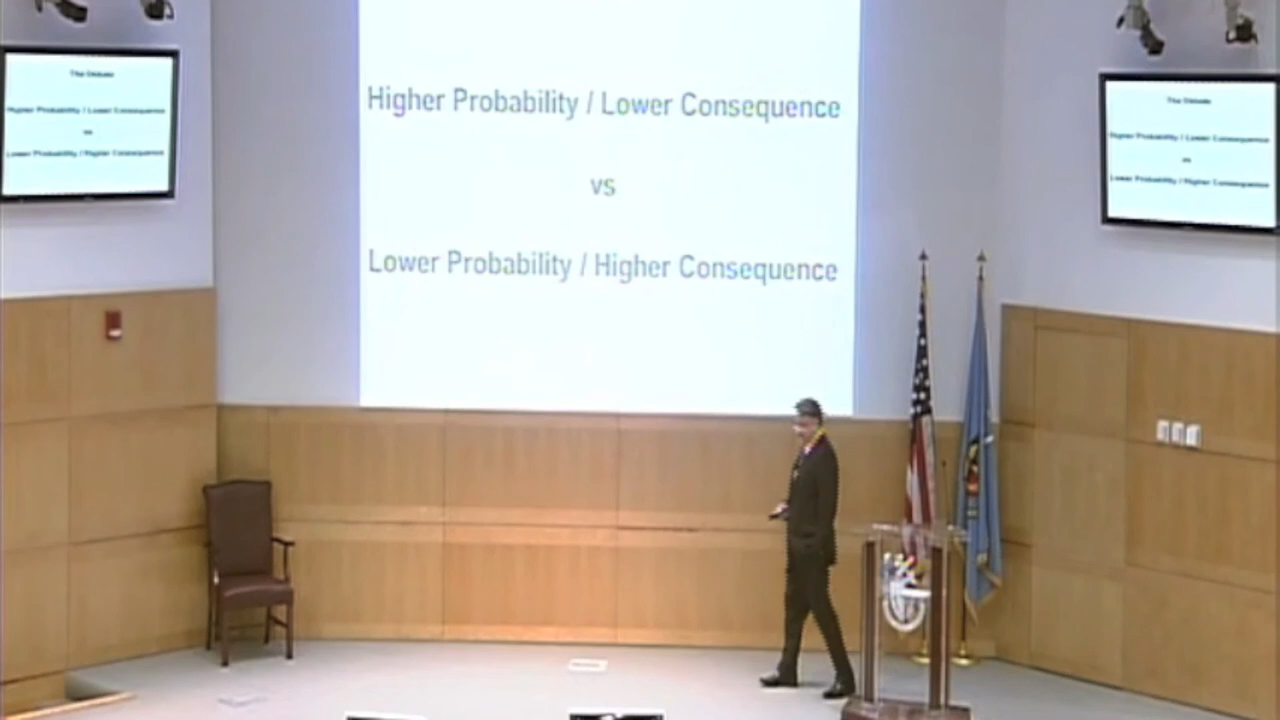 Higher Probability / Lower Consequence
vs
Lower Probability / Higher Consequence
The Debate
Higher Probability / Lower Consequence
vs
Lower Probability / Higher Consequence
The Debate
Higher Probability / Lower Consequence
vs
Lower Probability / Higher Consequence